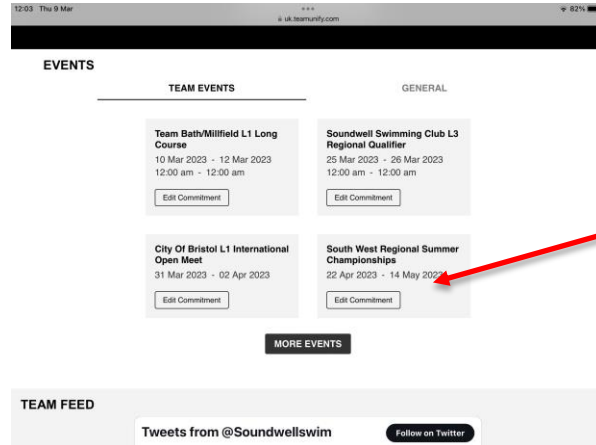 12:03 Thu 9 Mar
82%
uk.teamunify.com
EVENTS
TEAM EVENTS
GENERAL
Team Bath/Millfield L1 Long
Course
10 Mar 2023 - 12 Mar 2023
12:00 am - 12:00 am
Edit Commitment
Soundwell Swimming Club L3
Regional Qualifier
25 Mar 2023 - 26 Mar 2023
12:00 am - 12:00 am
Edit Commitment
City Of Bristol L1 International
Open Meet
31 Mar 2023 - 02 Apr 2023
Edit Commitment
South West Regional Summer
Championships
22 Apr 2023 - 14 May 2023
Edit Commitment
MORE EVENTS
TEAM FEED
Tweets from @Soundwellswim
Follow on Twitter